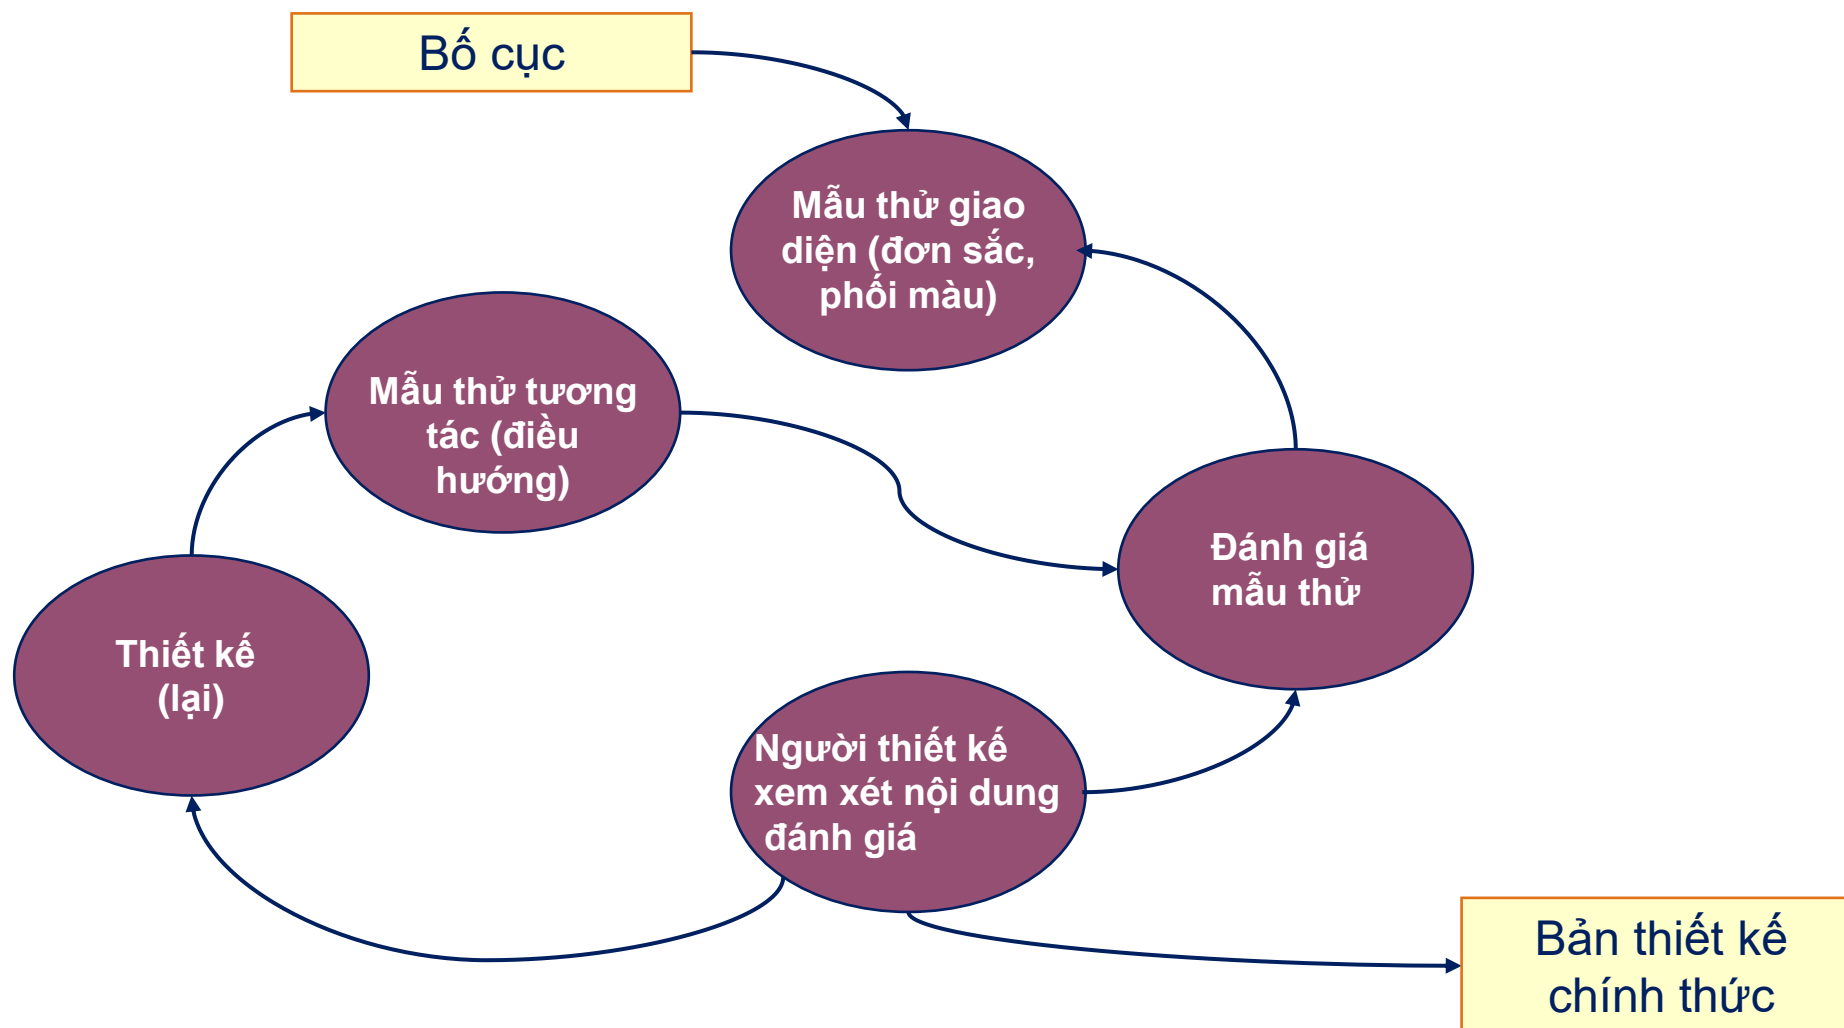 Bố cục
Mẫu thử giao
diện (đơn sắc,
phối màu)
Mẫu thử tương
tác (điều
hướng)
Đánh giá
mẫu thử
Thiết kế
(lại)
Người thiết kế
xem xét nội dung
đánh giá
Bản thiết kế
chính thức